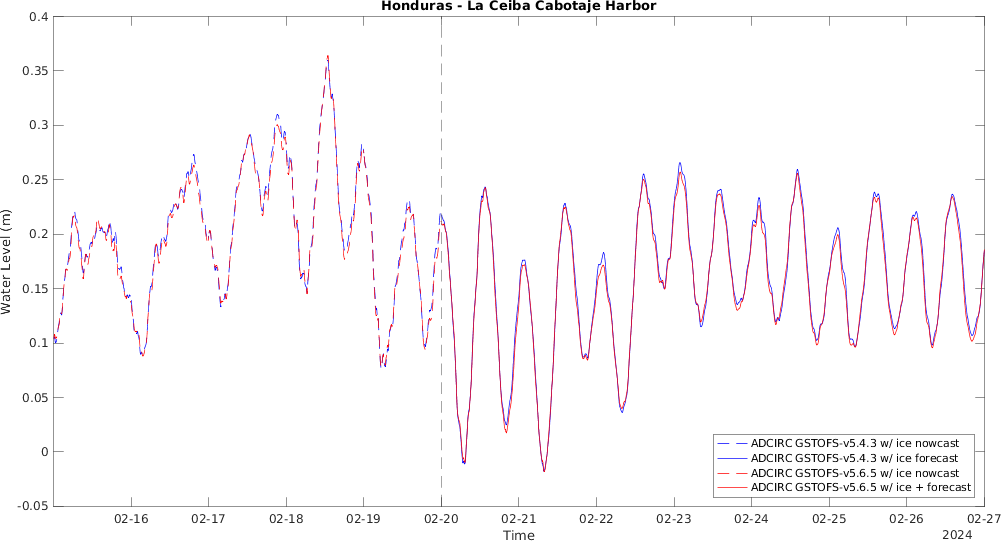 Honduras - La Ceiba Cabotaje Harbor
0.4
0.35
0.3
0.25
0.2
0.15
0.1
0.05
0
-0.05
Water Level (m)
ADCIRC GSTOFS-v5.4.3 w/ ice nowcast
ADCIRC GSTOFS-v5.4.3 w/ ice forecast
ADCIRC GSTOFS-v5.6.5 w/ ice nowcast
ADCIRC GSTOFS-v5.6.5 w/ ice + forecast
02-16 02-17 02-18 02-19 02-20 02-21 02-22 02-23 02-24 02-25 02-26 02-27
Time
2024